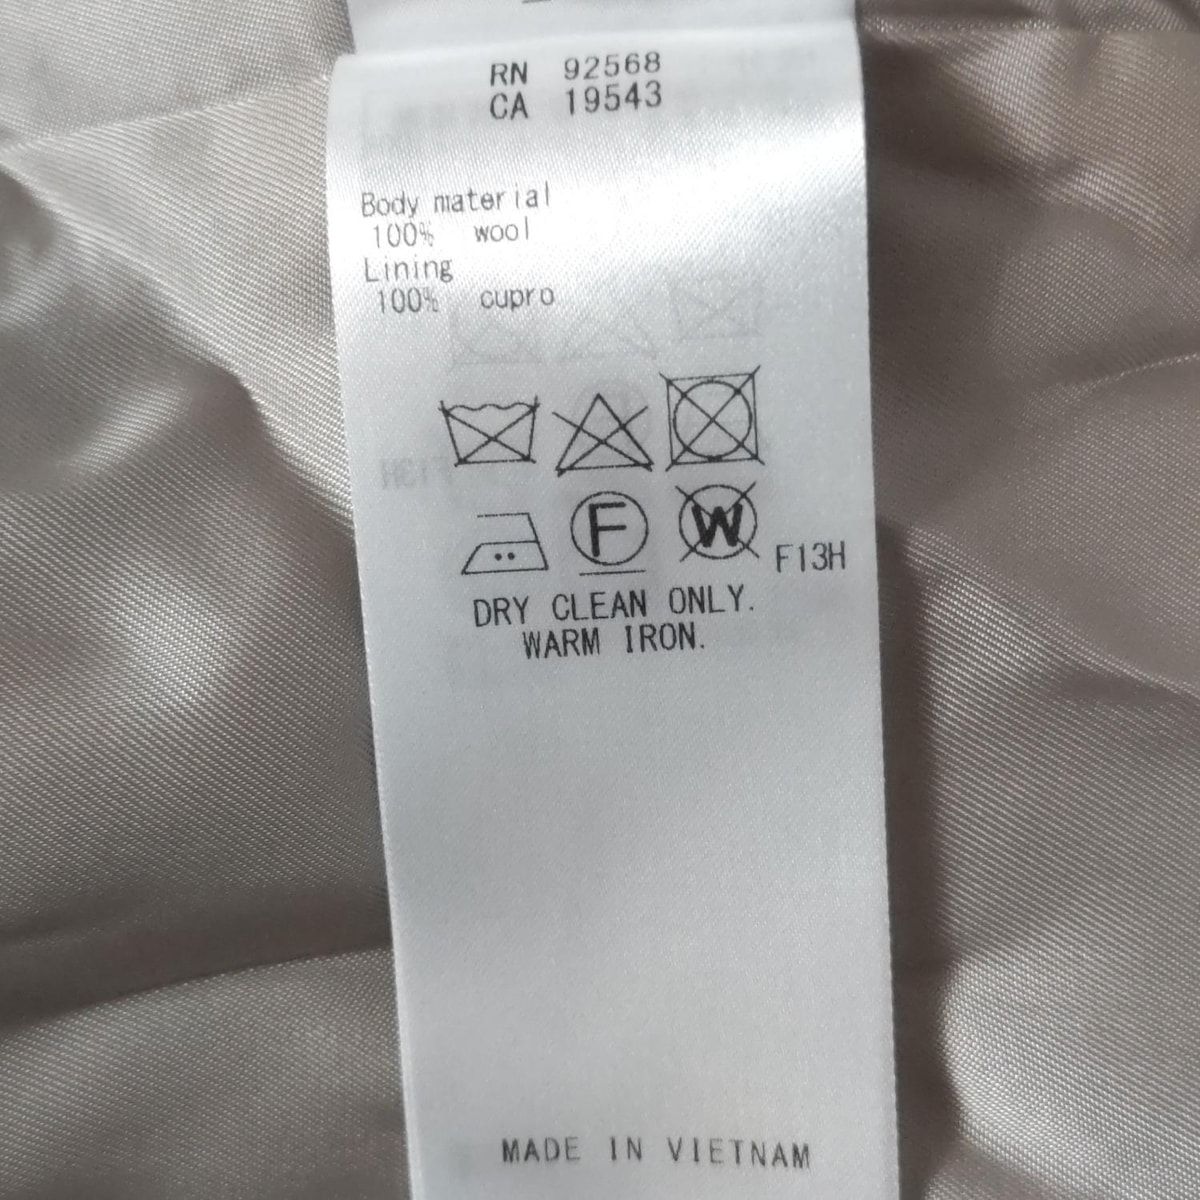 RN 92568
CA 19543
Body material
100% wool
Lining
100% cupro
F
W
F13H
DRY CLEAN ONLY.
WARM IRON.
MADE IN VIETNAM